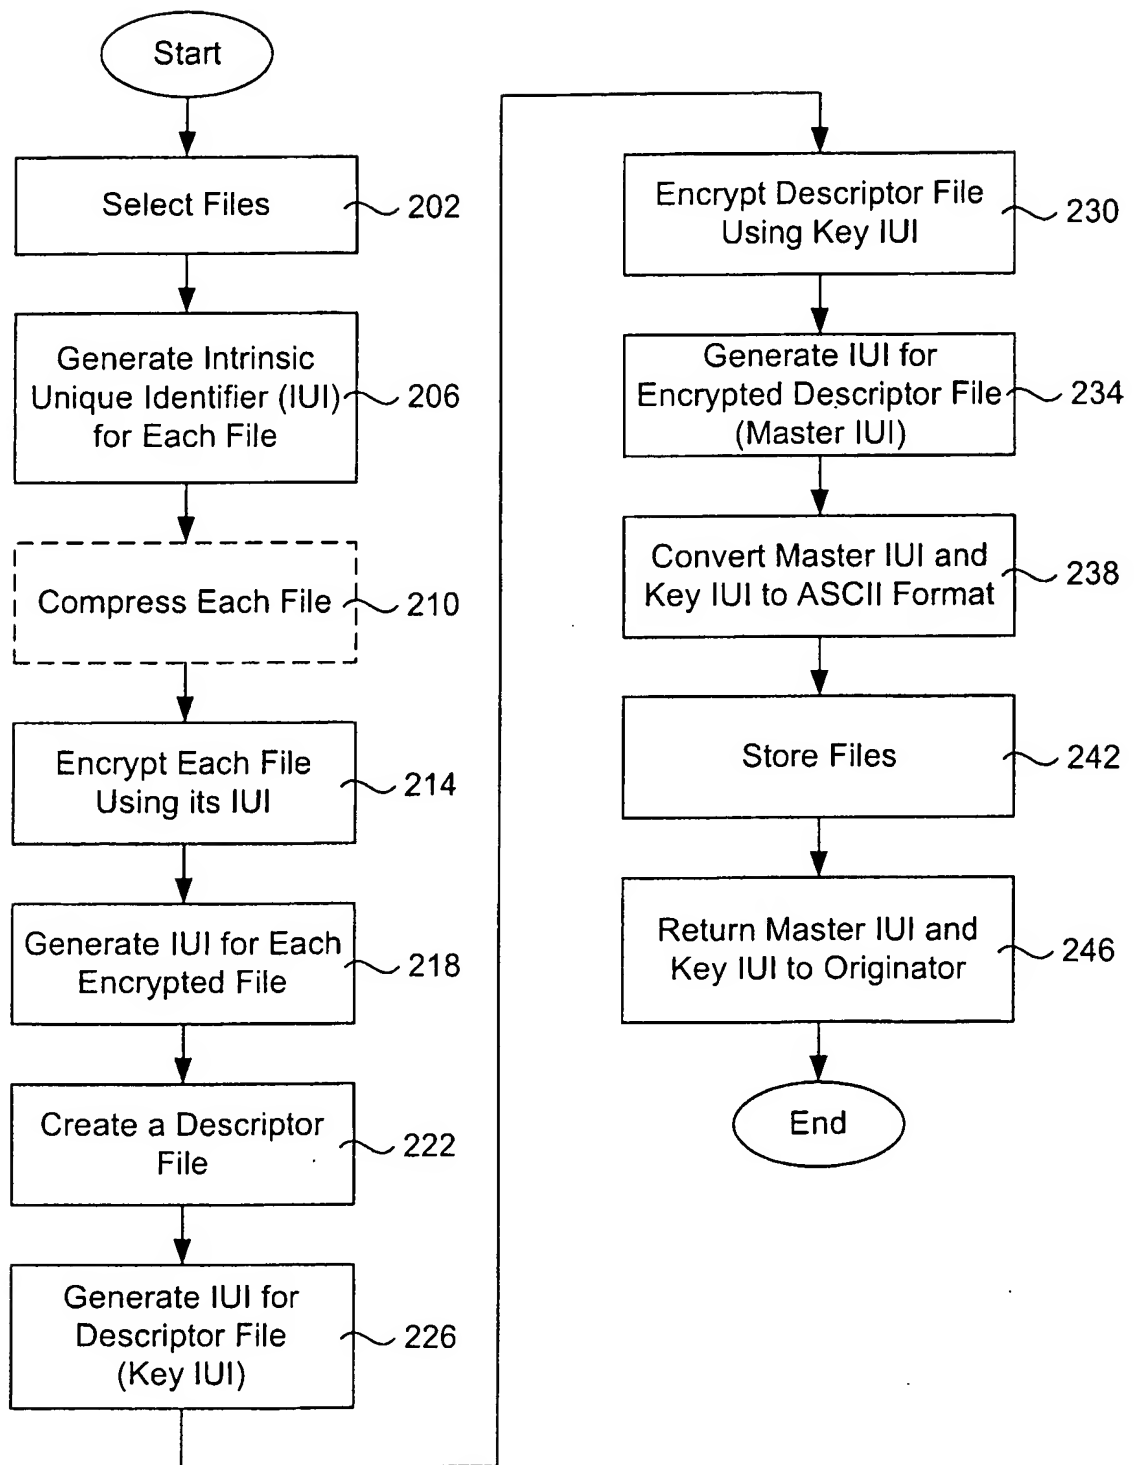 Start
Select Files
202
Generate Intrinsic
Unique Identifier (IUI)
for Each File
206
Compress Each File
210
Encrypt Each File
Using its IUI
214
Generate IUI for Each
Encrypted File
218
Create a Descriptor
File
222
Generate IUI for
Descriptor File
(Key IUI)
226
Encrypt Descriptor File
Using Key IUI
230
Generate IUI for
Encrypted Descriptor File
(Master IUI)
234
Convert Master IUI and
Key IUI to ASCII Format
238
Store Files
242
Return Master IUI and
Key IUI to Originator
246
End